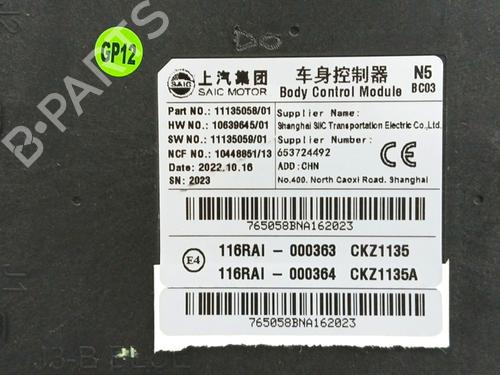 GP12
上汽集团
SAIC
SAIC MOTOR
车身控制器
Body Control Module
N5
BC03
Part NO.: 11135058/01
HW NO.: 10639645/01
SW NO.: 11135059/01
NCF NO.: 10448851/13
Date: 2022.10.16
SN: 2023
Supplier Name:
Shanghai SIIC Transportation Electric Co.,Ltd.
Supplier Number:
653724492
CE
ADD:CHN
No.400, North Caoxi Road, Shanghai
765058BNA162023
E4
116RAI - 000363 CKZ1135
116RAI - 000364 CKZ1135A
765058BNA162023
B-PARTS